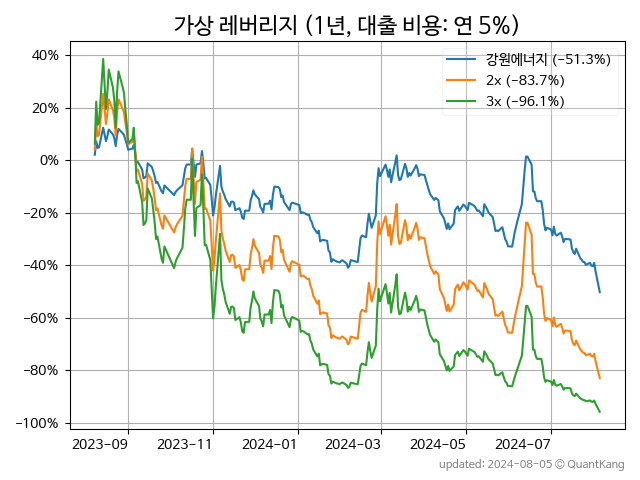 가상 레버리지 (1년, 대출 비용: 연 5%)
40%
20%
0%
−20%
−40%
−60%
−80%
−100%
강원에너지 (−51.3%)
2x (−83.7%)
3x (−96.1%)
2023-09 2023-11 2024-01 2024-03 2024-05 2024-07
updated: 2024-08-05 ⓒ QuantKang